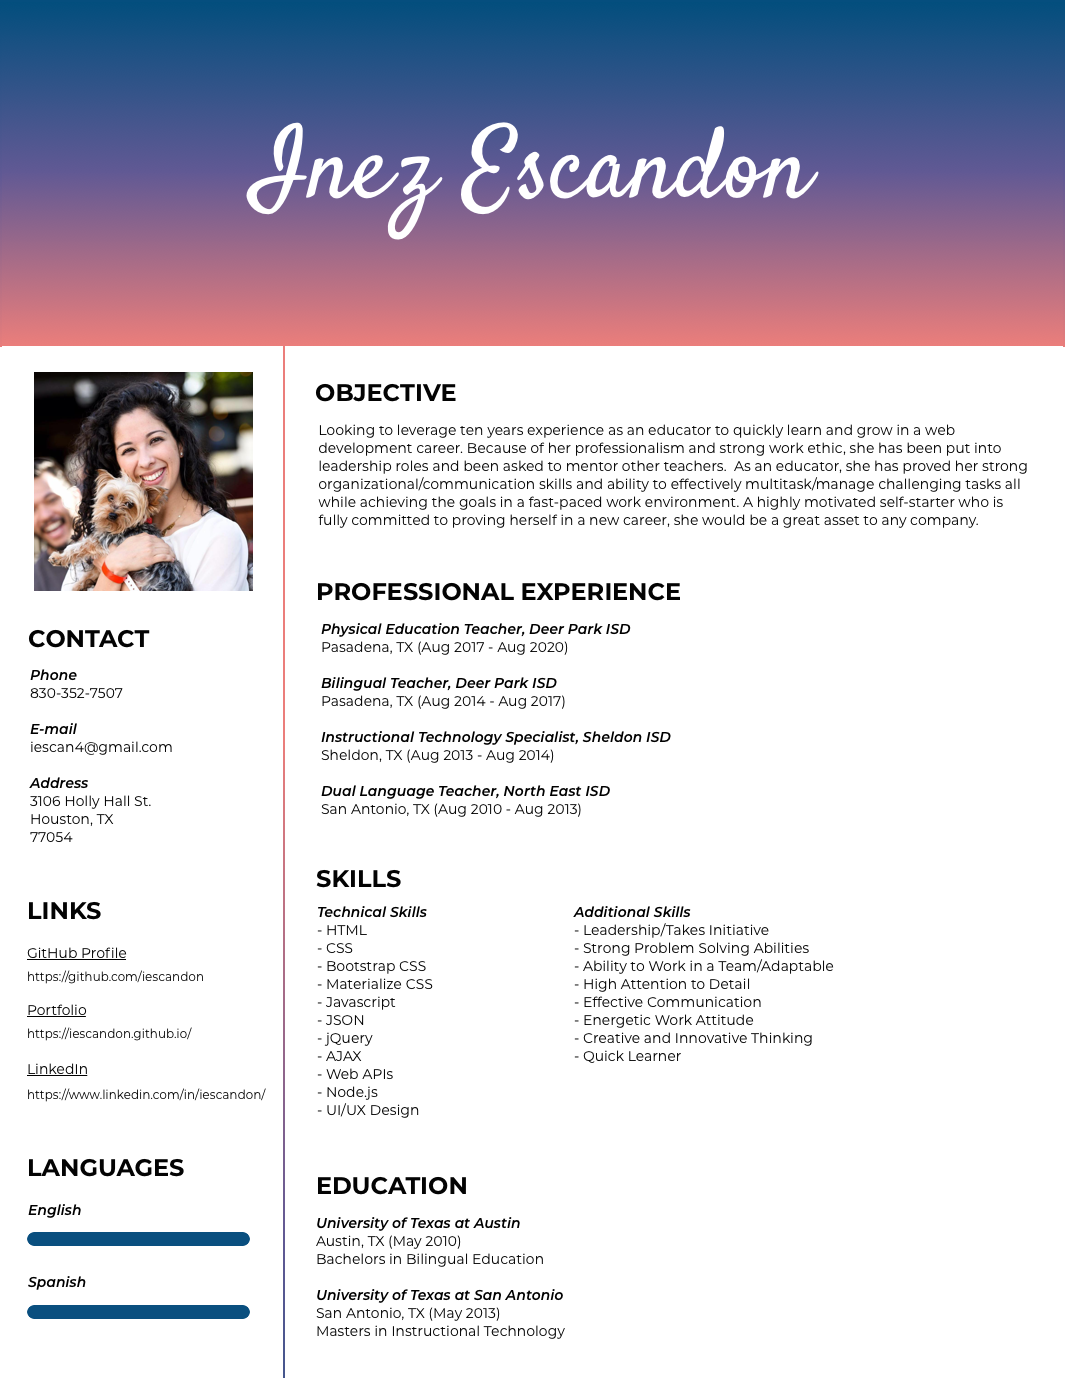 Inez Escandon
CONTACT
Phone
830-352-7507
E-mail
iescan4@gmail.com
Address
3106 Holly Hall St.
Houston, TX
77054
LINKS
GitHub Profile
https://github.com/iescandon
Portfolio
https://iescandon.github.io/
LinkedIn
https://www.linkedin.com/in/iescandon/
LANGUAGES
English
Spanish
OBJECTIVE
Looking to leverage ten years experience as an educator to quickly learn and grow in a web
development career. Because of her professionalism and strong work ethic, she has been put into
leadership roles and been asked to mentor other teachers.  As an educator, she has proved her strong
organizational/communication skills and ability to effectively multitask/manage challenging tasks all
while achieving the goals in a fast-paced work environment. A highly motivated self-starter who is
fully committed to proving herself in a new career, she would be a great asset to any company.
PROFESSIONAL EXPERIENCE
Physical Education Teacher, Deer Park ISD
Pasadena, TX (Aug 2017 - Aug 2020)
Bilingual Teacher, Deer Park ISD
Pasadena, TX (Aug 2014 - Aug 2017)
Instructional Technology Specialist, Sheldon ISD
Sheldon, TX (Aug 2013 - Aug 2014)
Dual Language Teacher, North East ISD
San Antonio, TX (Aug 2010 - Aug 2013)
SKILLS
Technical Skills
- HTML
- CSS
- Bootstrap CSS
- Materialize CSS
- Javascript
- JSON
- jQuery
- AJAX
- Web APIs
- Node.js
- UI/UX Design
Additional Skills
- Leadership/Takes Initiative
- Strong Problem Solving Abilities
- Ability to Work in a Team/Adaptable
- High Attention to Detail
- Effective Communication
- Energetic Work Attitude
- Creative and Innovative Thinking
- Quick Learner
EDUCATION
University of Texas at Austin
Austin, TX (May 2010)
Bachelors in Bilingual Education
University of Texas at San Antonio
San Antonio, TX (May 2013)
Masters in Instructional Technology